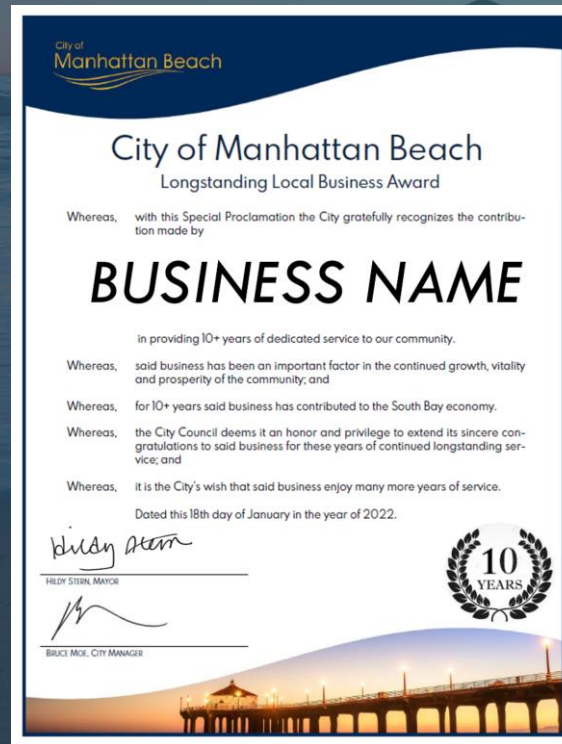 City of
Manhattan Beach
City of Manhattan Beach
Longstanding Local Business Award
Whereas, with this Special Proclamation the City gratefully recognizes the contribu-
tion made by
BUSINESS NAME
in providing 10+ years of dedicated service to our community.
Whereas, said business has been an important factor in the continued growth, vitality
and prosperity of the community; and
Whereas, for 10+ years said business has contributed to the South Bay economy.
Whereas, the City Council deems it an honor and privilege to extend its sincere con-
gratulations to said business for these years of continued longstanding ser-
vice; and
Whereas, it is the City's wish that said business enjoy many more years of service.
Dated this 18th day of January in the year of 2022.
Hildy Stern
HILDY STERN, MAYOR
10
YEARS
BRUCE MOE, CITY MANAGER